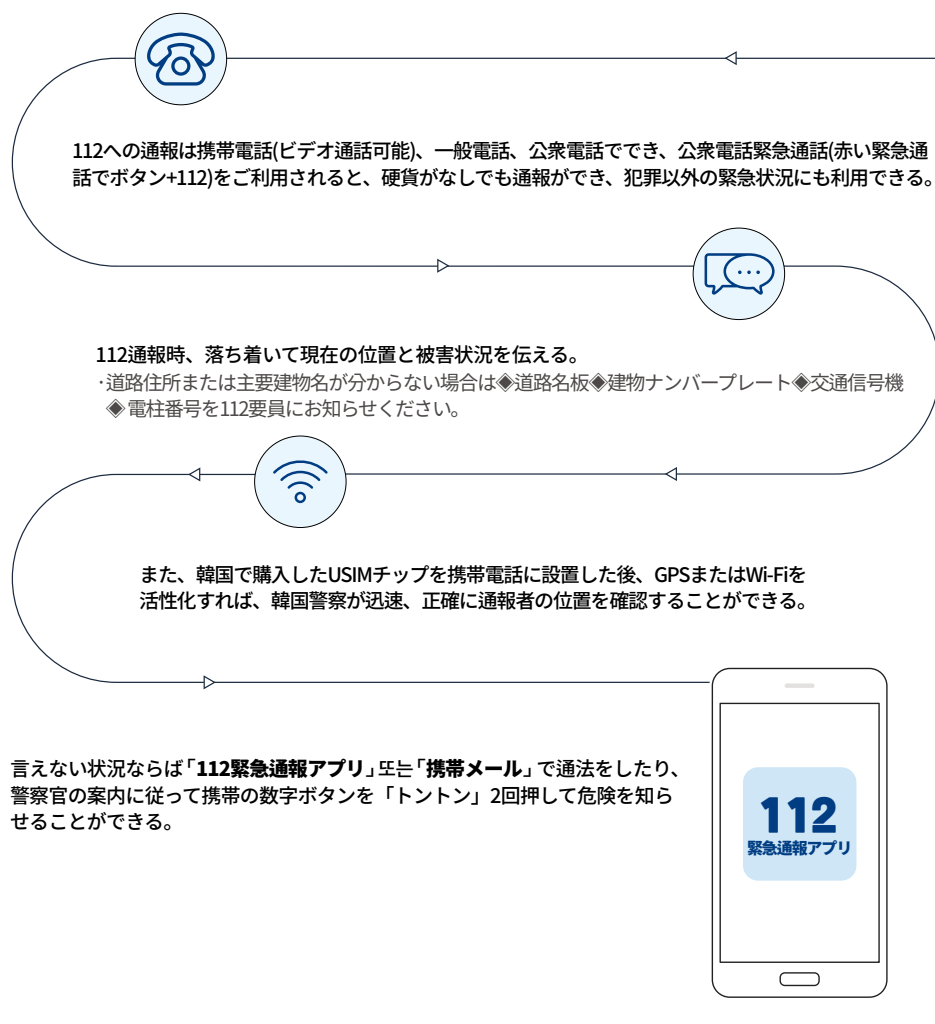 112への通報は携帯電話(ビデオ通話可能)、一般電話、公衆電話ででき、公衆電話緊急通話(赤い緊急通
話でボタン+112)をご利用されると、硬貨がなしでも通報ができ、犯罪以外の緊急状況にも利用できる。
112通報時、落ち着いて現在の位置と被害状況を伝える。
·道路住所または主要建物名が分からない場合は◈道路名板◈建物ナンバープレート◈交通信号機
◈ 電柱番号を112要員にお知らせください。
また、韓国で購入したUSIMチップを携帯電話に設置した後、GPSまたはWi-Fiを
活性化すれば、韓国警察が迅速、正確に通報者の位置を確認することができる。
言えない状況ならば「112緊急通報アプリ」또는「携帯メール」で通法をしたり、
警察官の案内に従って携帯の数字ボタンを「トントン」2回押して危険を知ら
せることができる。
112
緊急通報アプリ